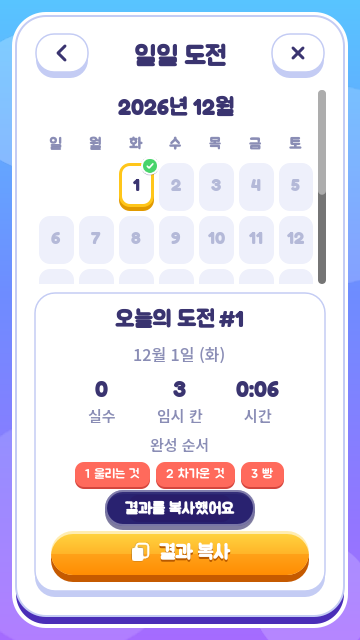 일일 도전
2026년 12월
일 월 화 수 목 금 토
1 2 3 4 5
6 7 8 9 10 11 12
오늘의 도전 #1
12월 1일 (화)
0 3 0:06
실수 임시 칸 시간
완성 순서
1 울리는 것 2 차가운 것 3 빵
결과를 복사했어요
결과 복사